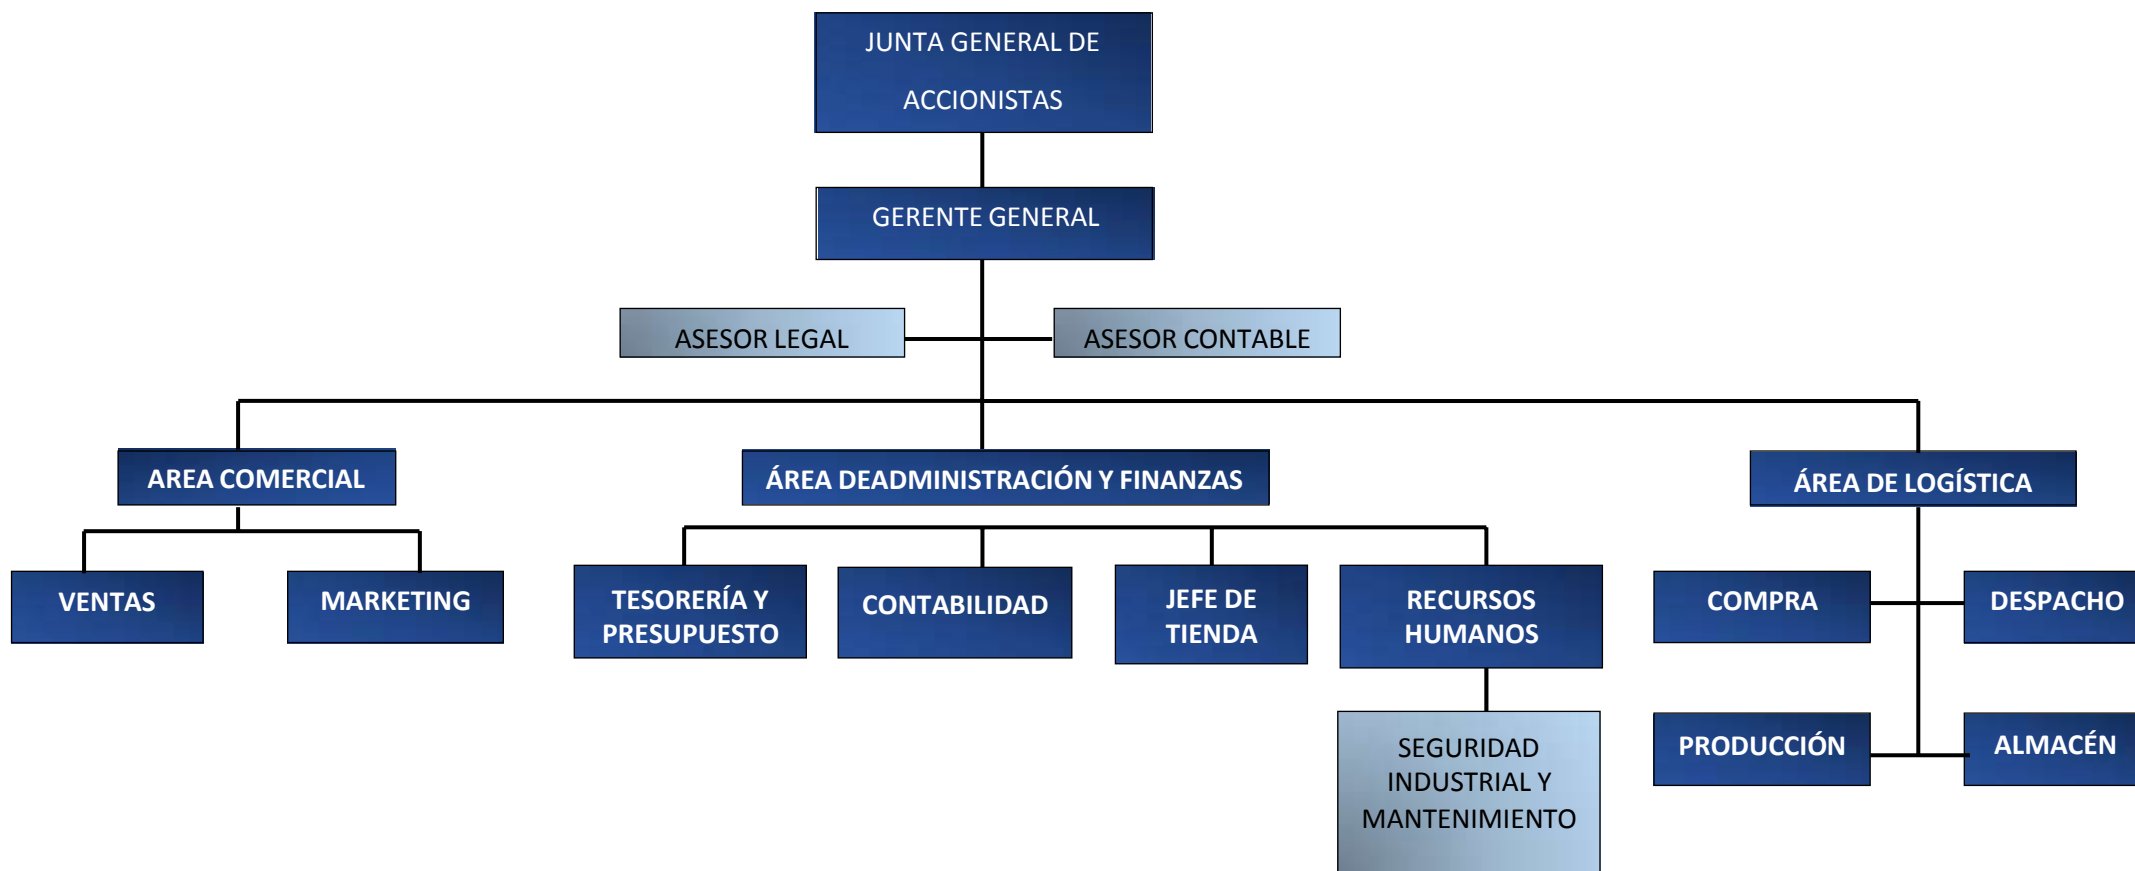 JUNTA GENERAL DE
ACCIONISTAS
GERENTE GENERAL
ASESOR LEGAL
ASESOR CONTABLE
AREA COMERCIAL
ÁREA DEADMINISTRACIÓN Y FINANZAS
ÁREA DE LOGÍSTICA
VENTAS
MARKETING
TESORERÍA Y
PRESUPUESTO
CONTABILIDAD
JEFE DE
TIENDA
RECURSOS
HUMANOS
COMPRA
DESPACHO
SEGURIDAD
INDUSTRIAL Y
MANTENIMIENTO
PRODUCCIÓN
ALMACÉN